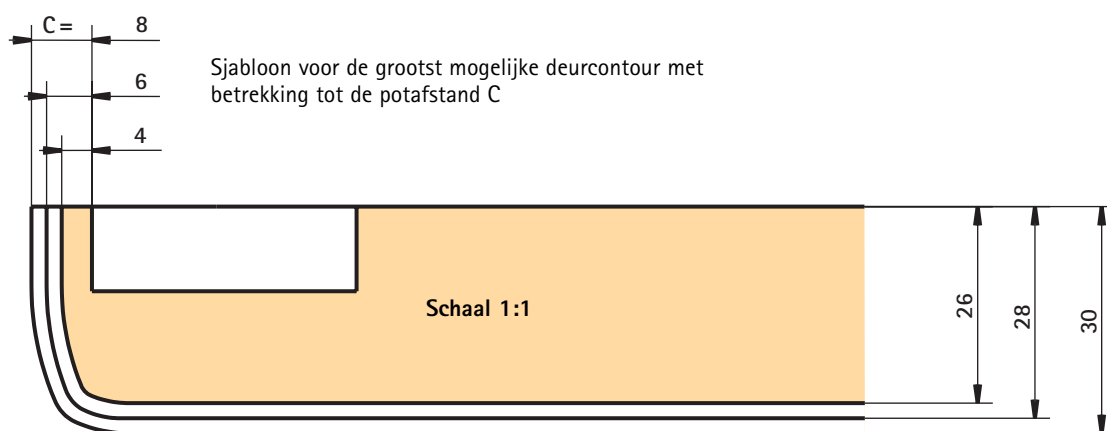 C = 8
6
4
Sjabloon voor de grootst mogelijke deurcontour met
betrekking tot de potafstand C
Schaal 1:1
26
28
30